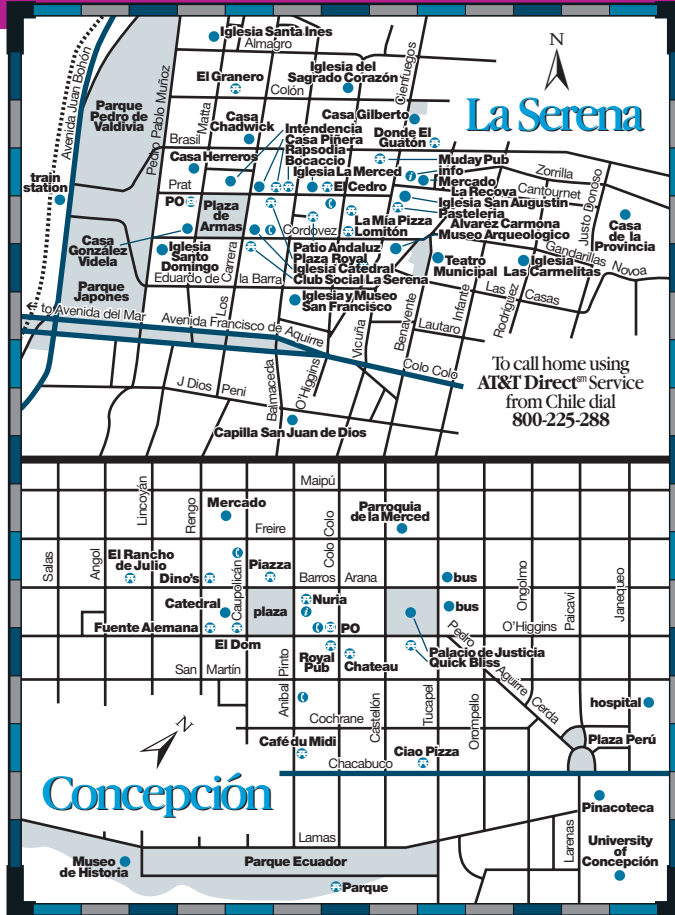 Iglesia Santa Ines
Almagro
Avenida Juan Bohón
Pedro Pablo Muñoz
Matta
Cienfuegos
N
La Serena
El Granero
Colón
Iglesia del
Sagrado Corazón
Parque
Pedro de
Valdivia
Casa
Chadwick
Brasil
Casa Gilberto
Donde El
Guatón
Intendencia
Casa Piñera
Rapsodia
Bocaccio
Iglesia La Merced
El Cedro
Casa Herreros
Prat
Muday Pub
info
Mercado
La Recova
Iglesia San Augustin
Pasteleria
Alvarez Carmona
Museo Arqueológico
Zorrilla
Cantournet
Justo Donoso
train
station
PO
Plaza
de
Armas
Cordovez
La Mía Pizza
Lomitón
Casa
de la
Provincia
Casa
González
Videla
Iglesia
Santo
Domingo
Patio Andaluz
Plaza Royal
Iglesia Catedral
Club Social La Serena
Teatro
Municipal
Iglesia
Las Carmelitas
Gandarillas
Novoa
Eduardo de la Barra
Los Carrera
Parque
Japones
Iglesia y Museo
San Francisco
Las Casas
Rodríguez
Infante
Benavente
Lautaro
to Avenida del Mar
Avenida Francisco de Aquirre
Vicuña
Colo Colo
O'Higgins
Balmaceda
J Dios Peni
Capilla San Juan de Dios
To call home using
AT&T Direct℠ Service
from Chile dial
800-225-288
Maipú
Lincoyán
Rengo
Mercado
Freire
Colo Colo
Parroquia
de la Merced
Salas
Angol
El Rancho
de Julio
Dino's
Caupolicán
Piazza
Barros Arana
bus
Ongolmo
Paicaví
Janequeo
Catedral
plaza
Nuria
bus
Fuente Alemana
PO
O'Higgins
El Dom
Pedro Aguirre Cerda
Palacio de Justicia
Quick Bliss
San Martín
Aníbal Pinto
Royal
Pub
Chateau
Castellón
Tucapel
Orompello
hospital
Cochrane
N
Café du Midi
Ciao Pizza
Plaza Perú
Chacabuco
Concepción
Pinacoteca
Lamas
Larenas
University
of
Concepción
Museo
de Historia
Parque Ecuador
Parque